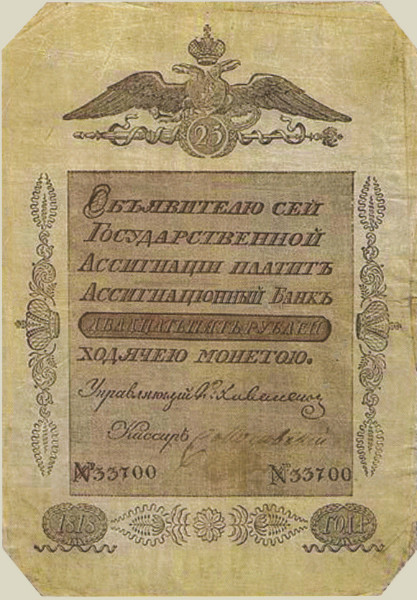 25
Объявителю сей
Государственной
Ассигнаціи платитъ
Ассигнаціонный Банкъ
ДВАДЦАТЬ ПЯТЬ РУБЛЕЙ
ходячею монетою.
Управляющій
Кассиръ
№33700 №33700
1818 ГОДА